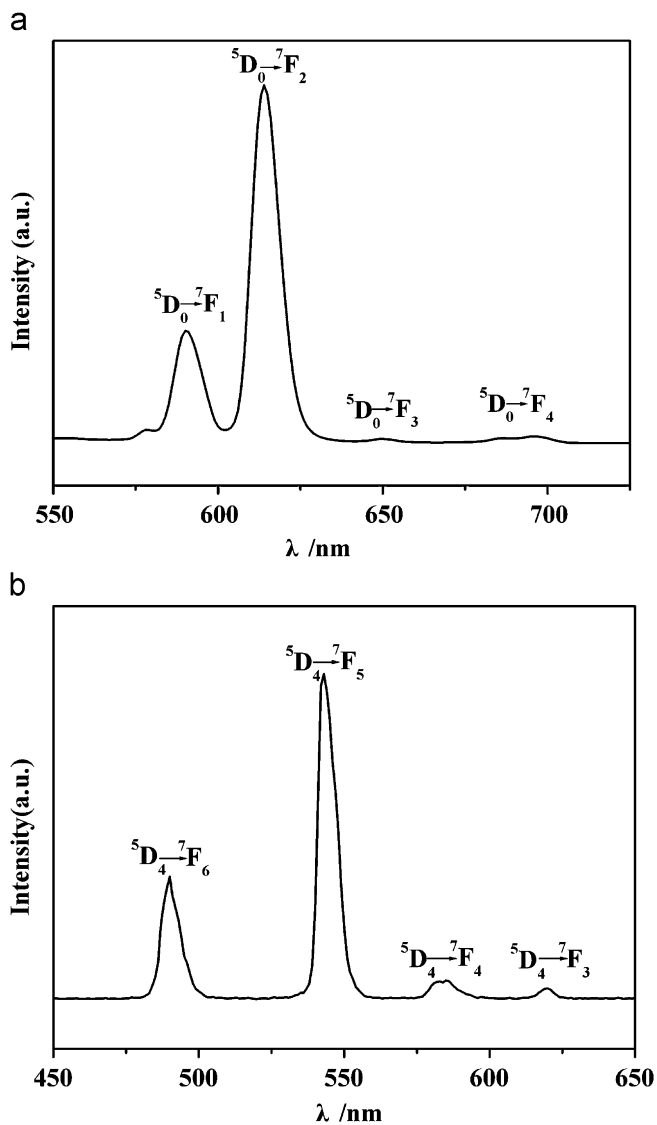 a
⁵D₀→⁷F₂
⁵D₀→⁷F₁
⁵D₀→⁷F₃
⁵D₀→⁷F₄
Intensity (a.u.)
550 600 650 700
λ /nm
b
⁵D₄→⁷F₅
⁵D₄→⁷F₆
⁵D₄→⁷F₄
⁵D₄→⁷F₃
Intensity(a.u.)
450 500 550 600 650
λ /nm